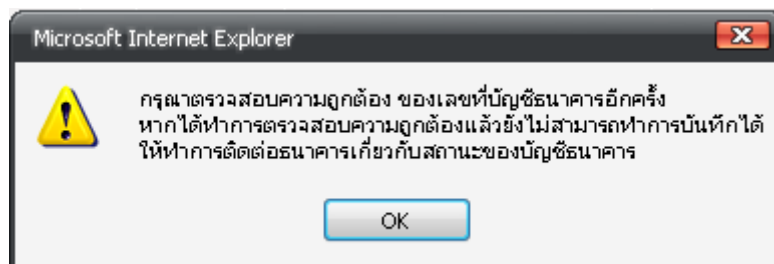 Microsoft Internet Explorer
กรุณาตรวจสอบความถูกต้อง ของเลขที่บัญชีธนาคารอีกครั้ง
หากได้ทำการตรวจสอบความถูกต้องแล้วยังไม่สามารถทำการบันทึกได้
ให้ทำการติดต่อธนาคารเกี่ยวกับสถานะของบัญชีธนาคาร
OK